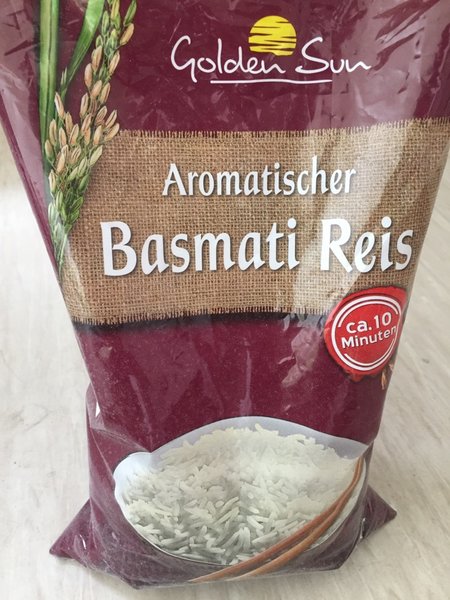 Golden Sun
Aromatischer
Basmati Reis
ca.10
Minuten